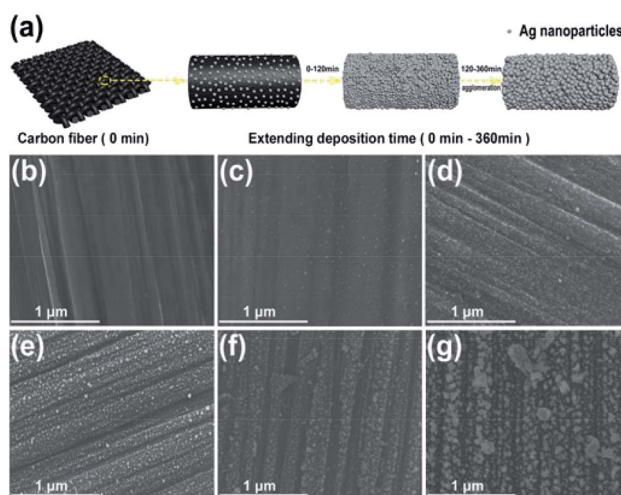 (a)
Ag nanoparticles
0-120min
120-360min
agglomeration
Carbon fiber ( 0 min)
Extending deposition time ( 0 min - 360min )
(b)
(c)
(d)
1 µm
1 µm
1 µm
(e)
(f)
(g)
1 µm
1 µm
1 µm